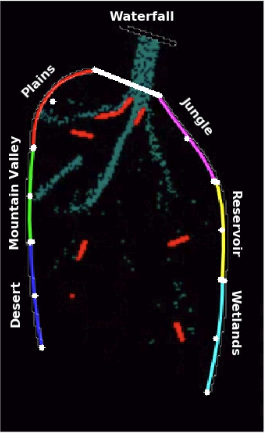 Waterfall
Plains
Jungle
Mountain Valley
Reservoir
Desert
Wetlands